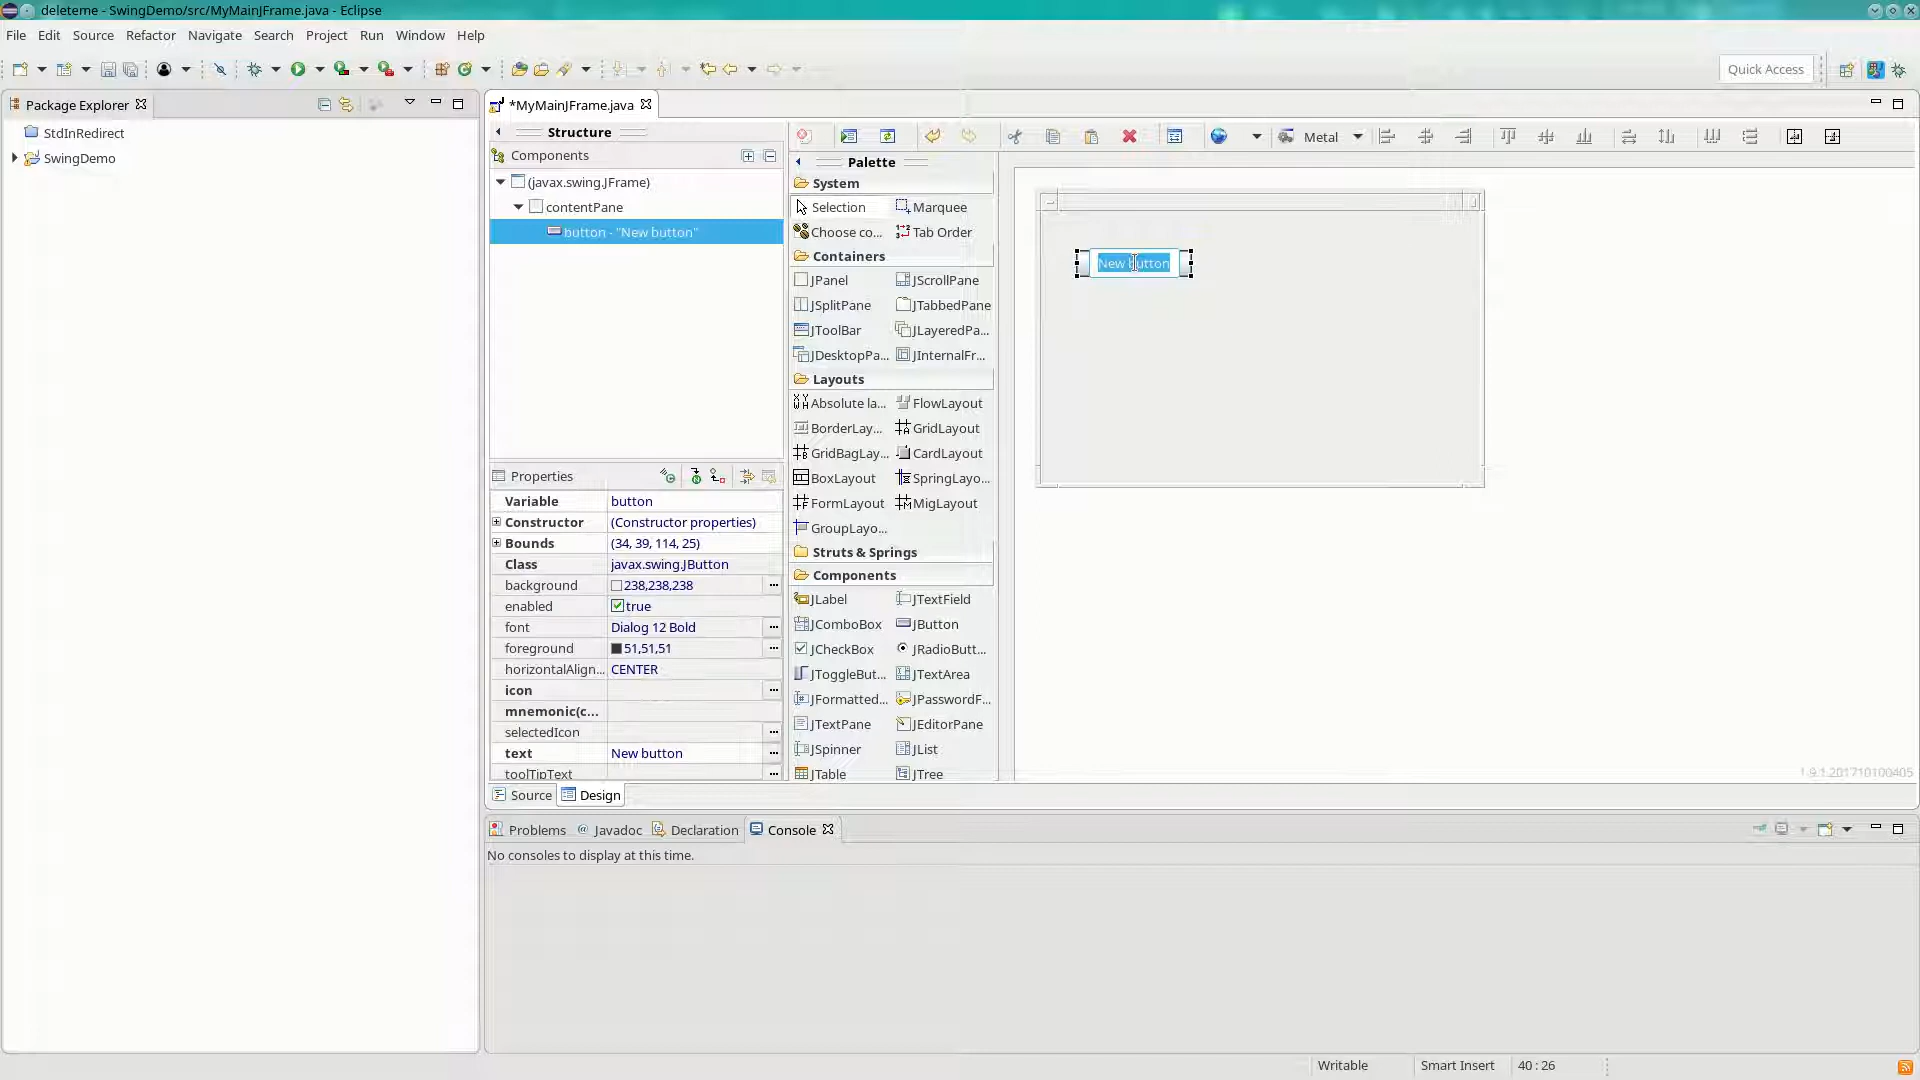 deleteme - SwingDemo/src/MyMainJFrame.java - Eclipse
File Edit Source Refactor Navigate Search Project Run Window Help
Quick Access
Package Explorer
StdInRedirect
SwingDemo
*MyMainJFrame.java
Structure
Components
(javax.swing.JFrame)
contentPane
button - "New button"
Properties
Variable button
Constructor (Constructor properties)
Bounds (34, 39, 114, 25)
Class javax.swing.JButton
background 238,238,238
enabled true
font Dialog 12 Bold
foreground 51,51,51
horizontalAlign... CENTER
icon
mnemonic(c...
selectedIcon
text New button
toolTipText
Metal
Palette
System
Selection Marquee
Choose co... Tab Order
Containers
JPanel JScrollPane
JSplitPane JTabbedPane
JToolBar JLayeredPa...
JDesktopPa... JInternalFr...
Layouts
Absolute la... FlowLayout
BorderLay... GridLayout
GridBagLay... CardLayout
BoxLayout SpringLayo...
FormLayout MigLayout
GroupLayo...
Struts & Springs
Components
JLabel JTextField
JComboBox JButton
JCheckBox JRadioButt...
JToggleBut... JTextArea
JFormatted... JPasswordF...
JTextPane JEditorPane
JSpinner JList
JTable JTree
New button
1.9.1.201710100405
Source Design
Problems Javadoc Declaration Console
No consoles to display at this time.
Writable Smart Insert 40 : 26